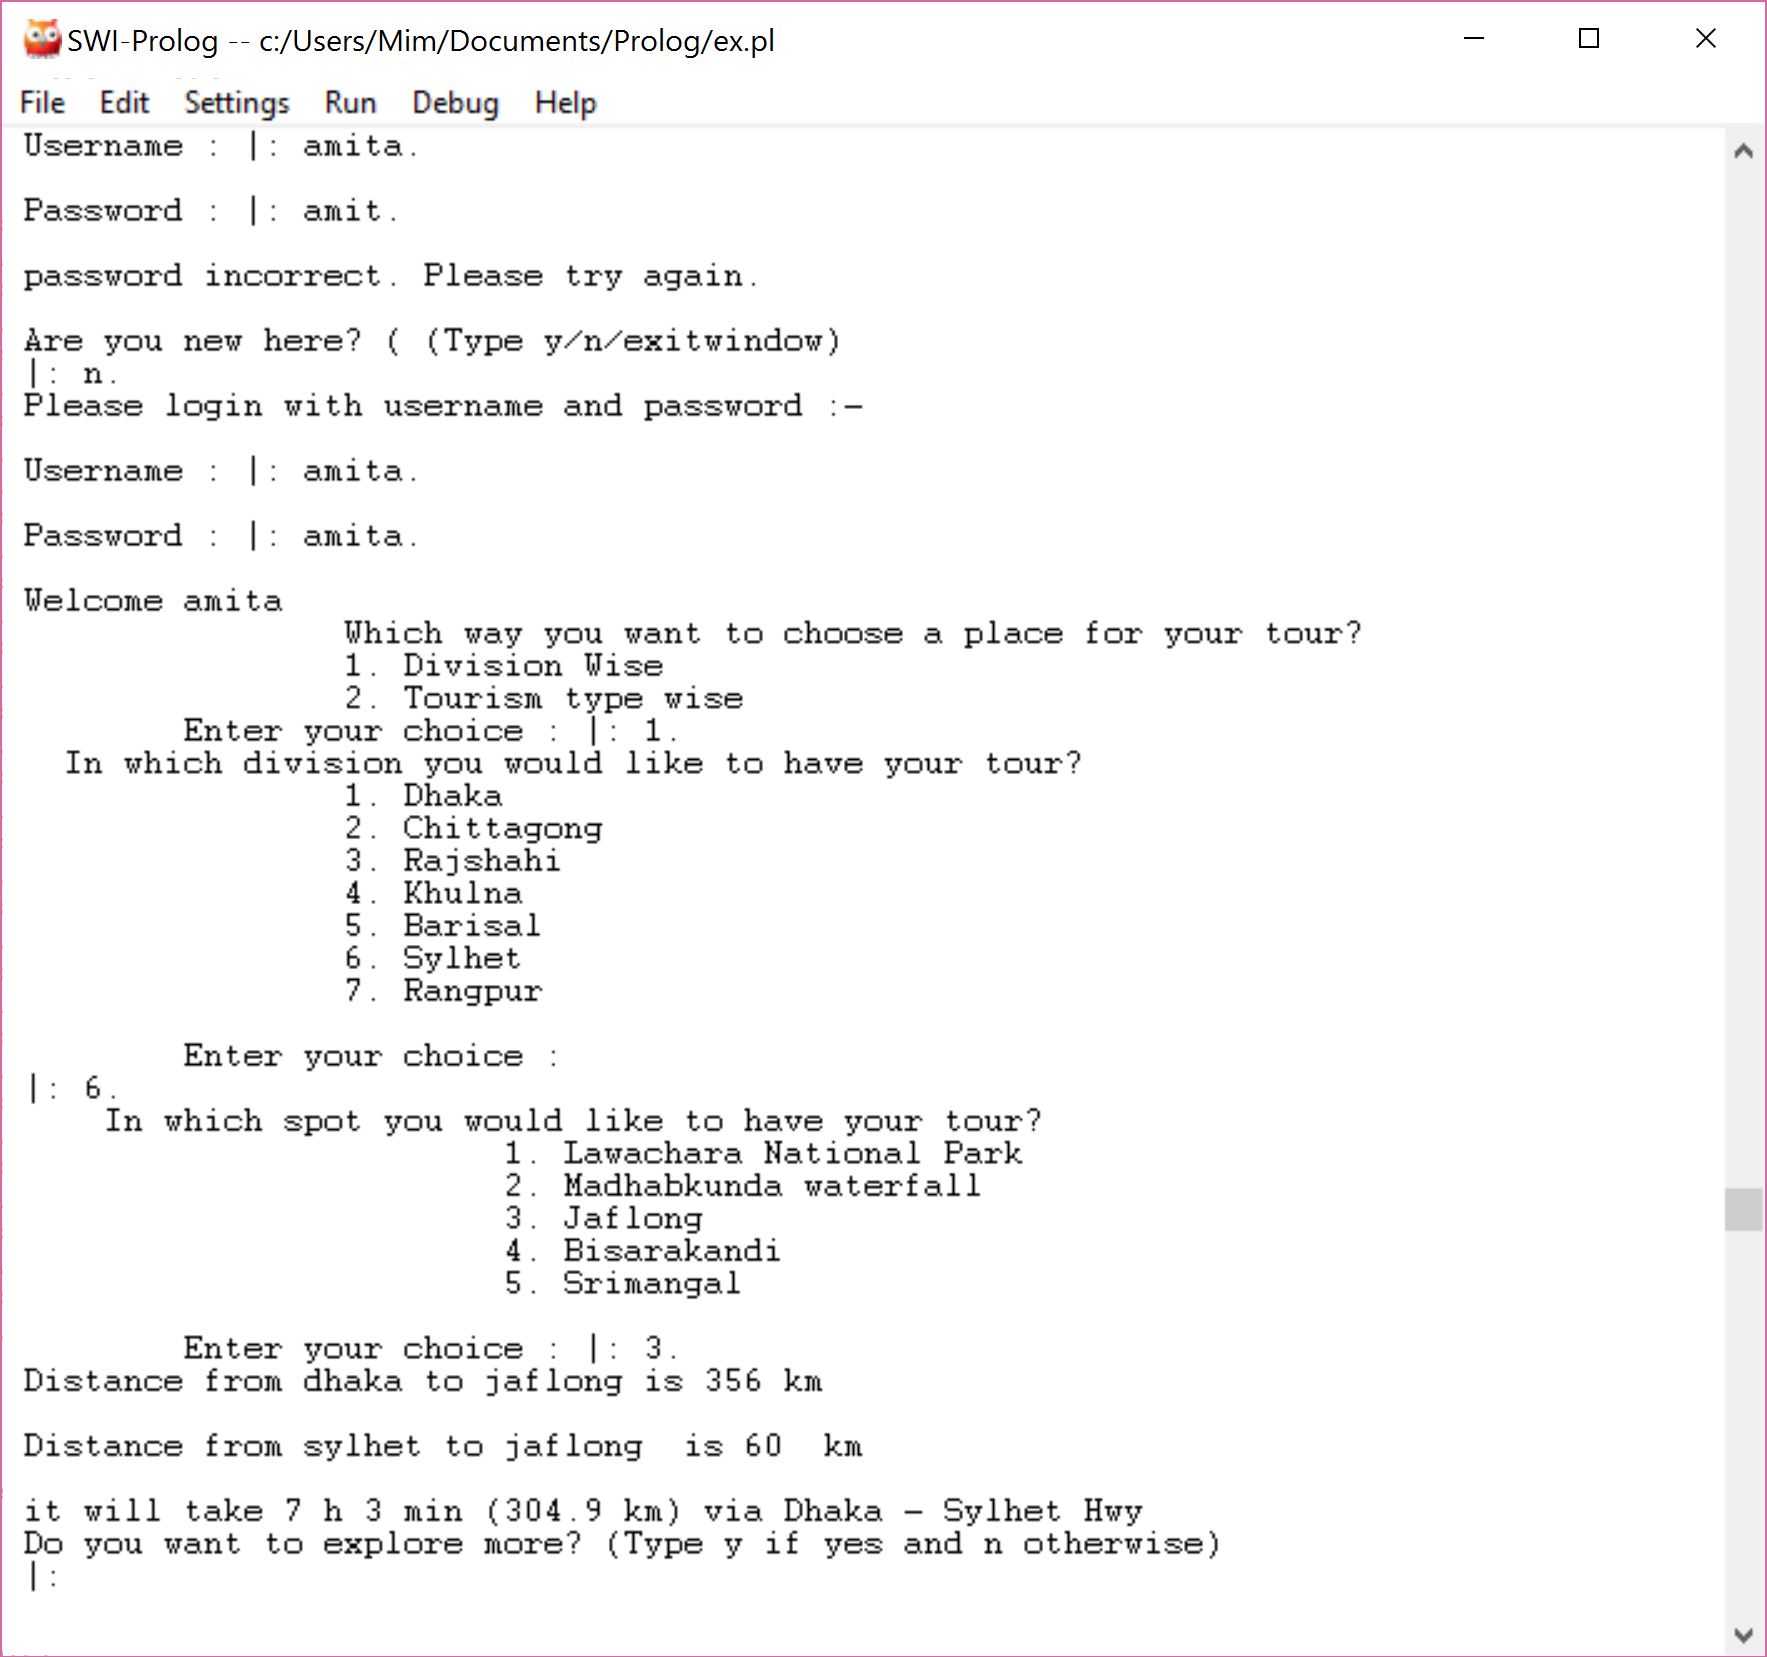 SWI-Prolog -- c:/Users/Mim/Documents/Prolog/ex.pl
File Edit Settings Run Debug Help
Username : |: amita.
Password : |: amit.
password incorrect. Please try again.
Are you new here? ( (Type y/n/exitwindow)
|: n.
Please login with username and password :-
Username : |: amita.
Password : |: amita.
Welcome amita
Which way you want to choose a place for your tour?
1. Division Wise
2. Tourism type wise
Enter your choice : |: 1.
In which division you would like to have your tour?
1. Dhaka
2. Chittagong
3. Rajshahi
4. Khulna
5. Barisal
6. Sylhet
7. Rangpur
Enter your choice :
|: 6.
In which spot you would like to have your tour?
1. Lawachara National Park
2. Madhabkunda waterfall
3. Jaflong
4. Bisarakandi
5. Srimangal
Enter your choice : |: 3.
Distance from dhaka to jaflong is 356 km
Distance from sylhet to jaflong  is 60  km
it will take 7 h 3 min (304.9 km) via Dhaka - Sylhet Hwy
Do you want to explore more? (Type y if yes and n otherwise)
|: